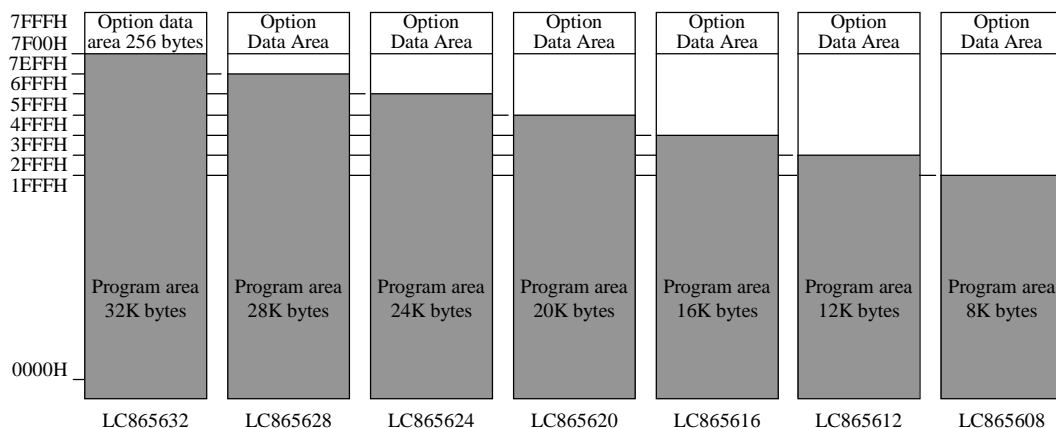 7FFFH
7F00H
7EFFH
6FFFH
5FFFH
4FFFH
3FFFH
2FFFH
1FFFH
0000H
Option data
area 256 bytes
Program area
32K bytes
LC865632
Option
Data Area
Program area
28K bytes
LC865628
Option
Data Area
Program area
24K bytes
LC865624
Option
Data Area
Program area
20K bytes
LC865620
Option
Data Area
Program area
16K bytes
LC865616
Option
Data Area
Program area
12K bytes
LC865612
Option
Data Area
Program area
8K bytes
LC865608